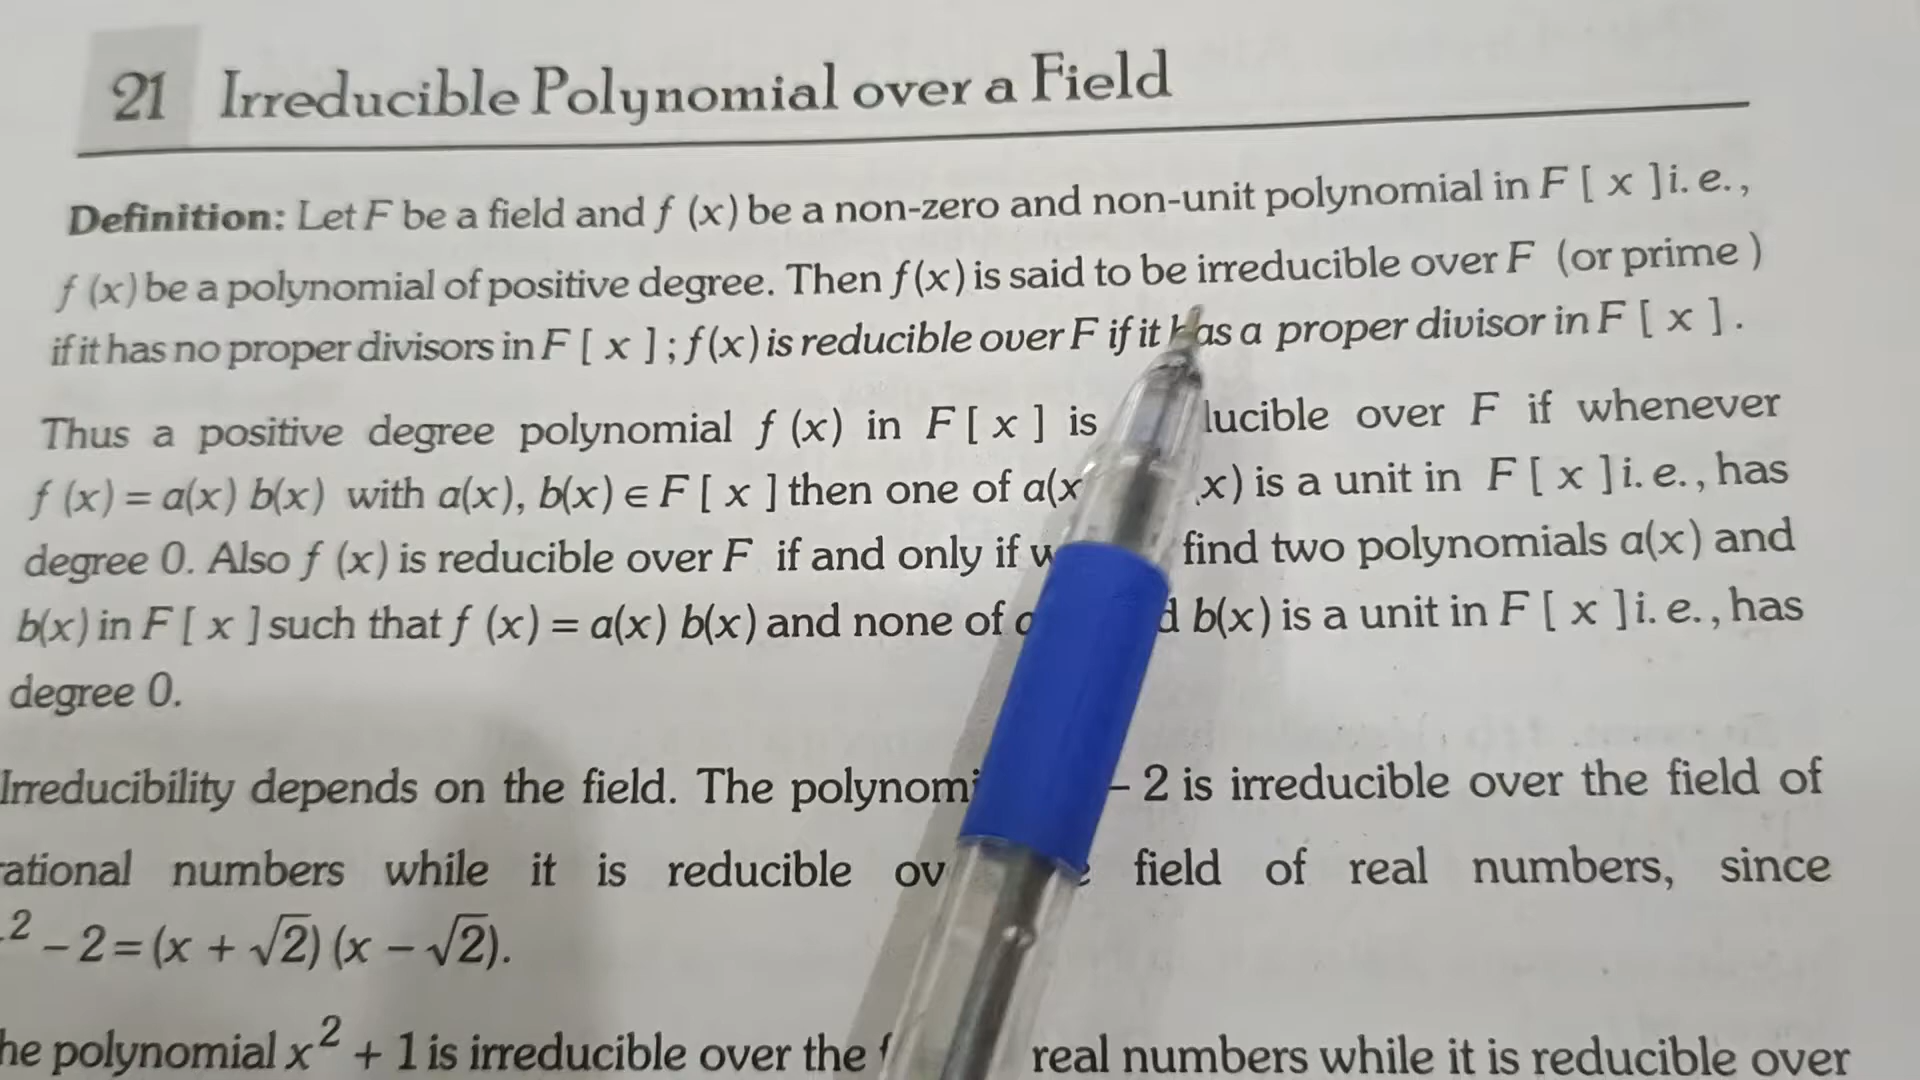 21 Irreducible Polynomial over a Field
Definition: Let F be a field and f (x) be a non-zero and non-unit polynomial in F [ x ] i. e.,
f (x) be a polynomial of positive degree. Then f(x) is said to be irreducible over F (or prime )
if it has no proper divisors in F [ x ] ; f(x) is reducible over F if it has a proper divisor in F [ x ] .
Thus a positive degree polynomial f (x) in F [ x ] is lucible over F if whenever
f (x) = a(x) b(x) with a(x), b(x) ∈ F [ x ] then one of a(x x) is a unit in F [ x ] i. e., has
degree 0. Also f (x) is reducible over F if and only if find two polynomials a(x) and
b(x) in F [ x ] such that f (x) = a(x) b(x) and none of b(x) is a unit in F [ x ] i. e., has
degree 0.
Irreducibility depends on the field. The polynomi – 2 is irreducible over the field of
rational numbers while it is reducible ov field of real numbers, since
2 – 2 = (x + √2) (x – √2).
he polynomial x² + 1 is irreducible over the real numbers while it is reducible over